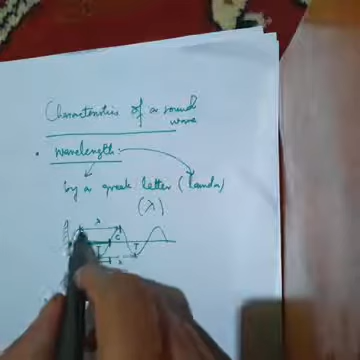 Characteristics of a sound
wave
• wavelength:
by a greek letter (Lamda)
(λ)
λ
C
T